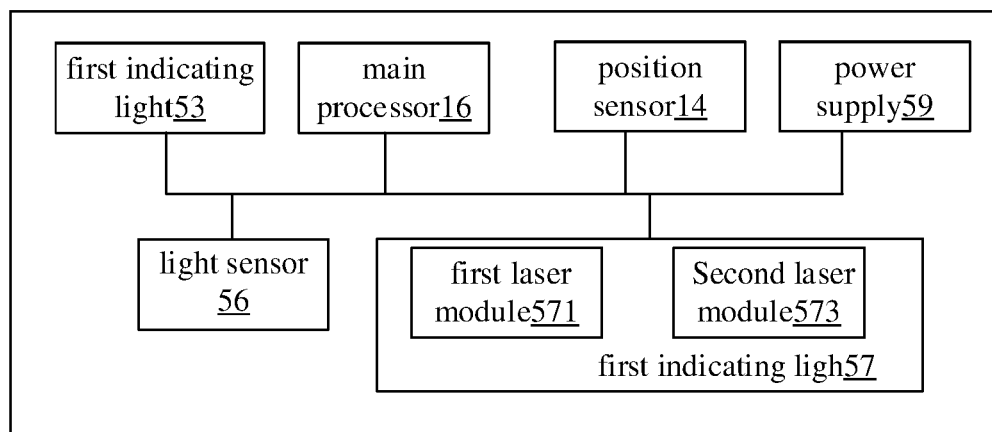 first indicating
light53
main
processor16
position
sensor14
power
supply59
light sensor
56
first laser
module571
Second laser
module573
first indicating ligh57